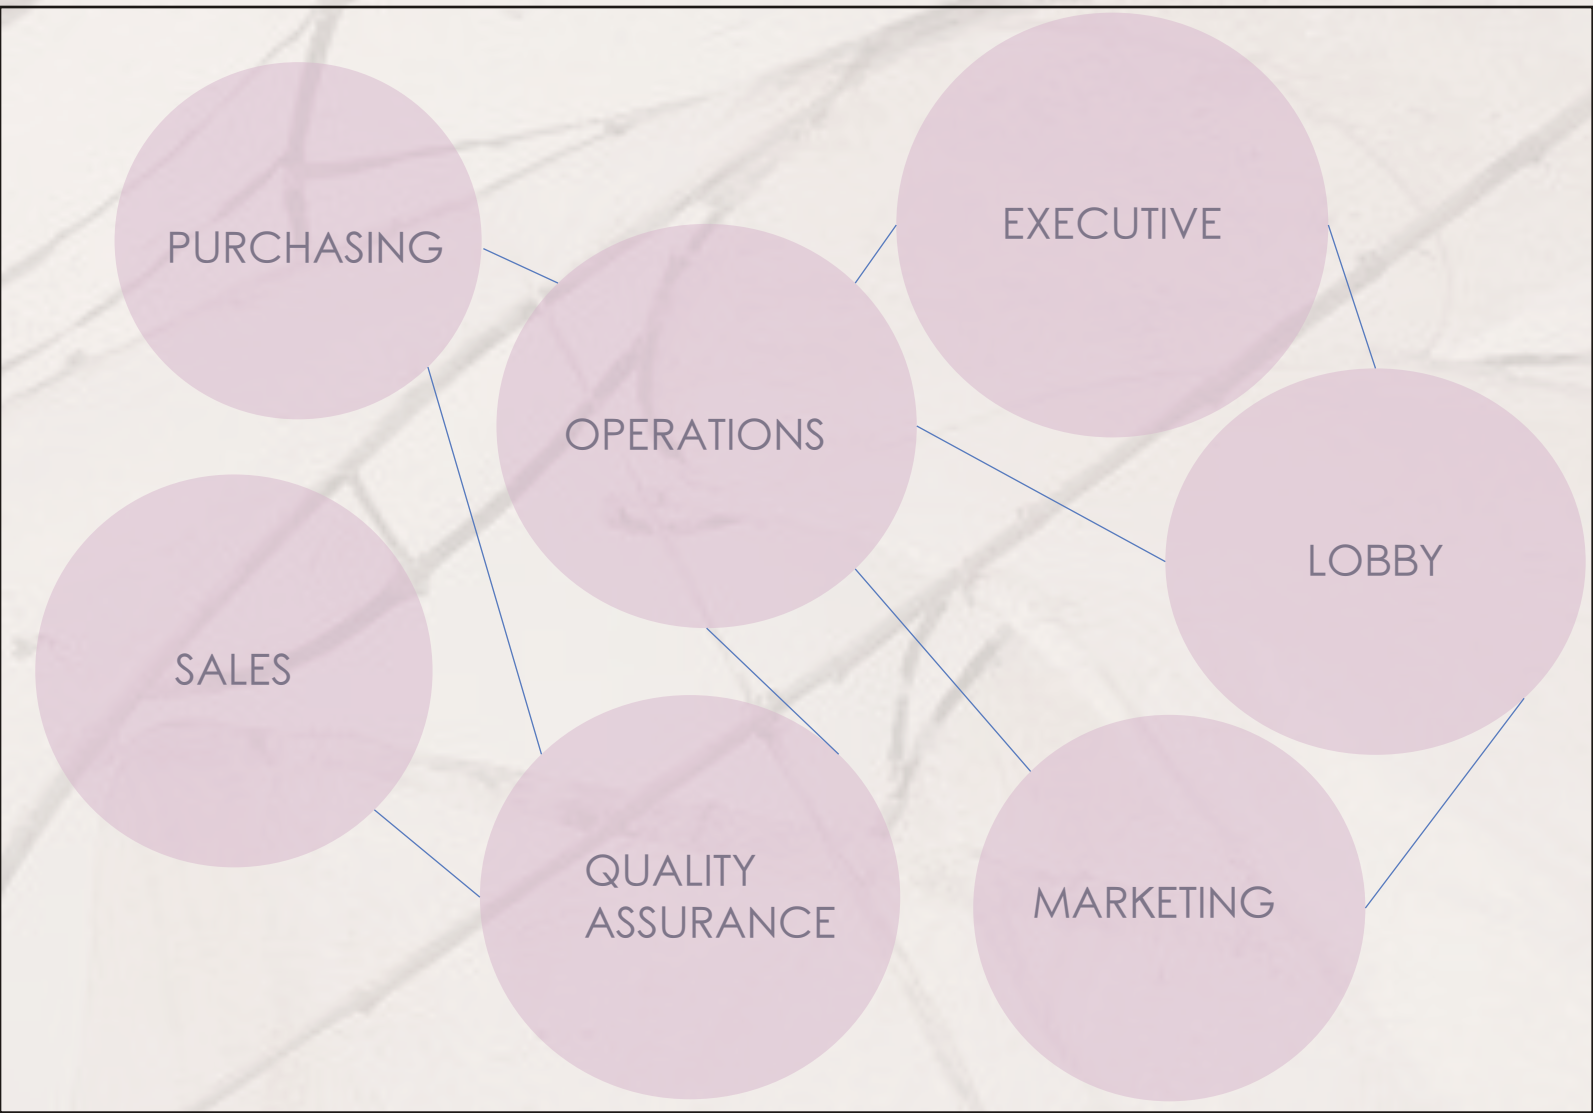 PURCHASING
EXECUTIVE
OPERATIONS
LOBBY
SALES
QUALITY
ASSURANCE
MARKETING